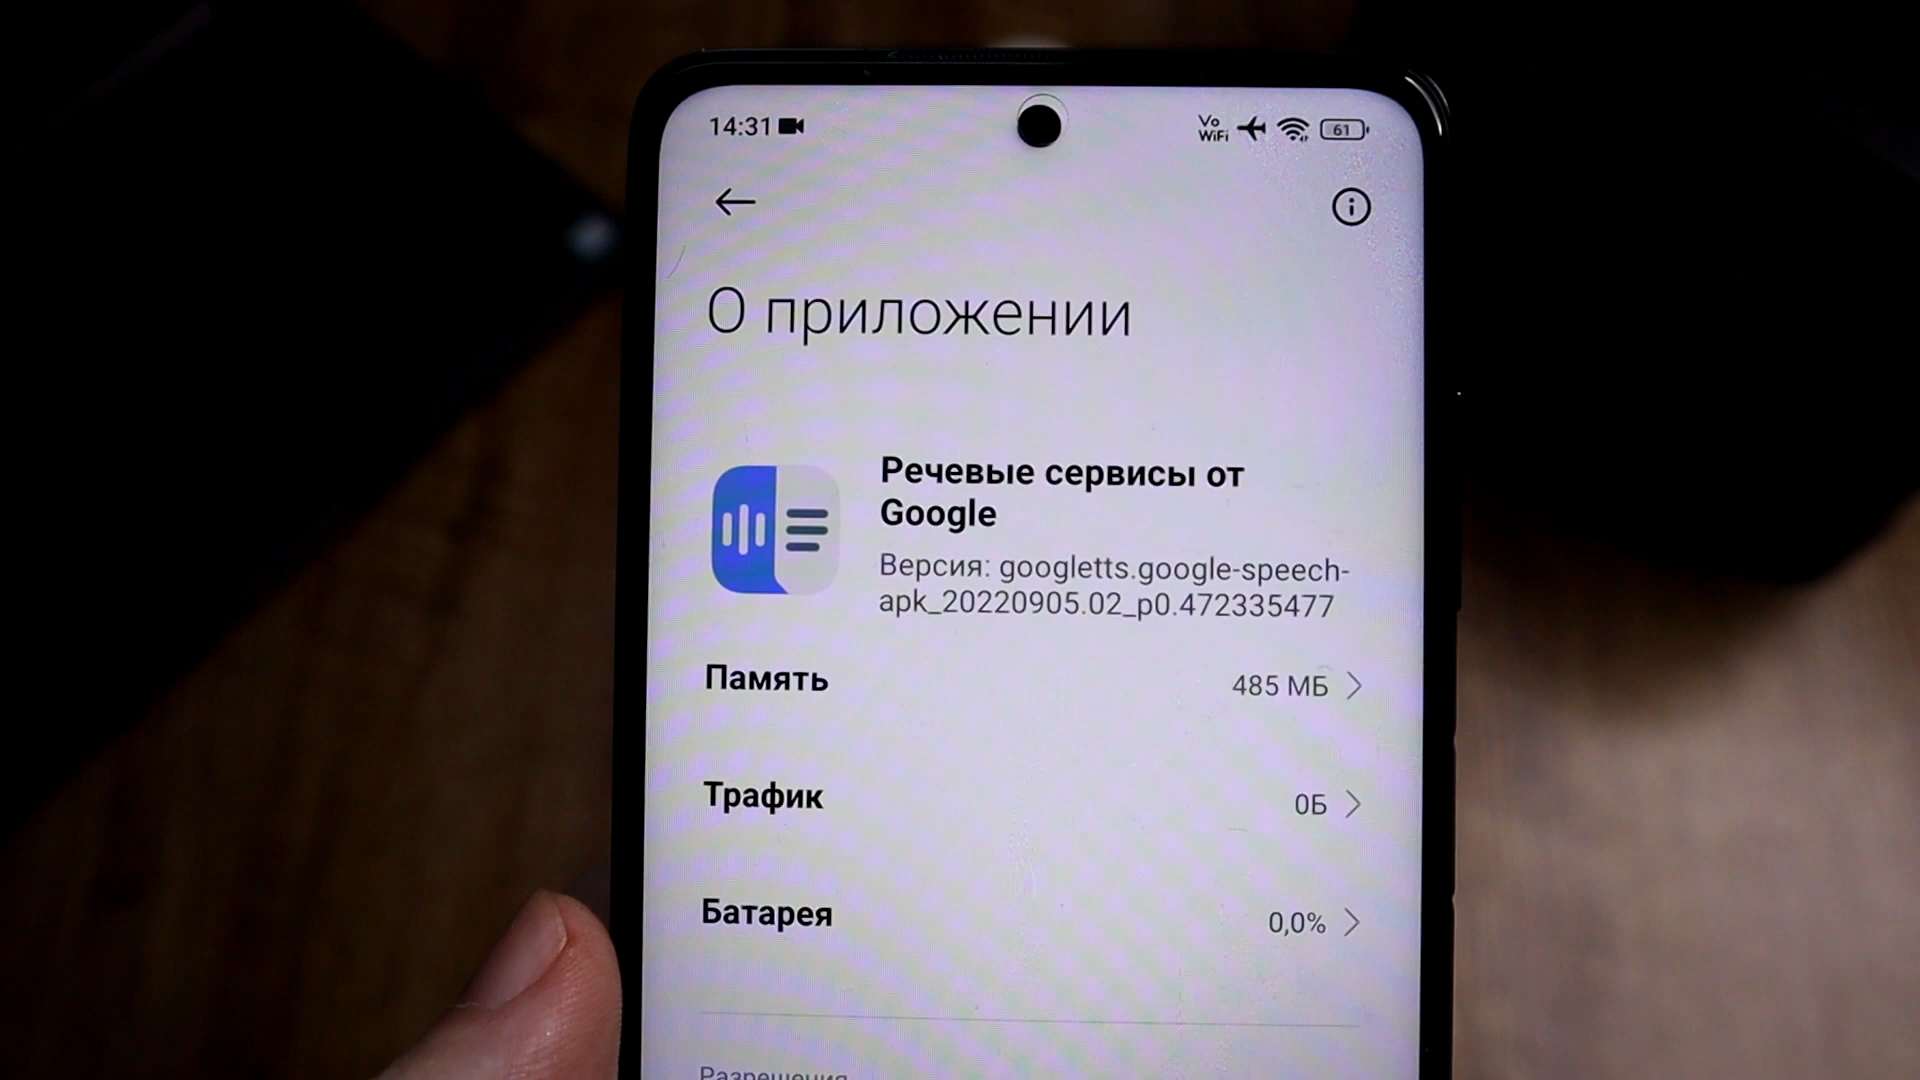 14:31
Vo
WiFi
61
О приложении
Речевые сервисы от
Google
Версия: googletts.google-speech-
apk_20220905.02_p0.472335477
Память
485 МБ
Трафик
0Б
Батарея
0,0%
Разрешения